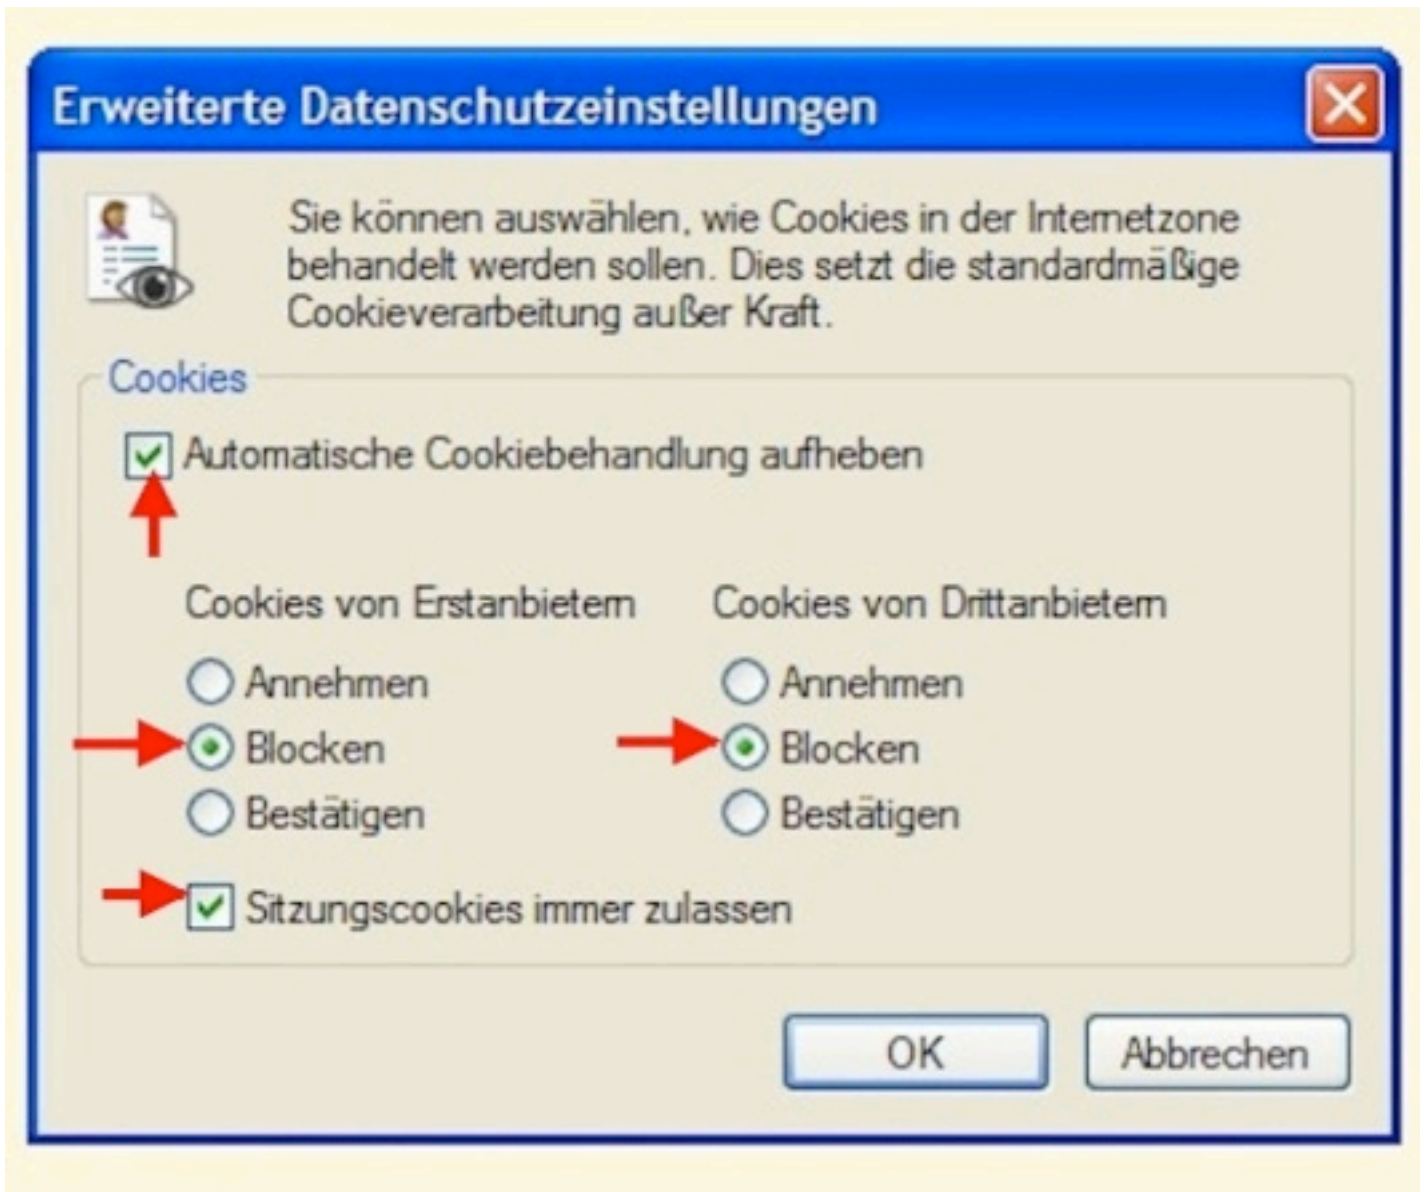 Erweiterte Datenschutzeinstellungen
Sie können auswählen, wie Cookies in der Internetzone
behandelt werden sollen. Dies setzt die standardmäßige
Cookieverarbeitung außer Kraft.
Cookies
Automatische Cookiebehandlung aufheben
Cookies von Erstanbietern
Cookies von Drittanbietern
Annehmen
Annehmen
Blocken
Blocken
Bestätigen
Bestätigen
Sitzungscookies immer zulassen
OK
Abbrechen